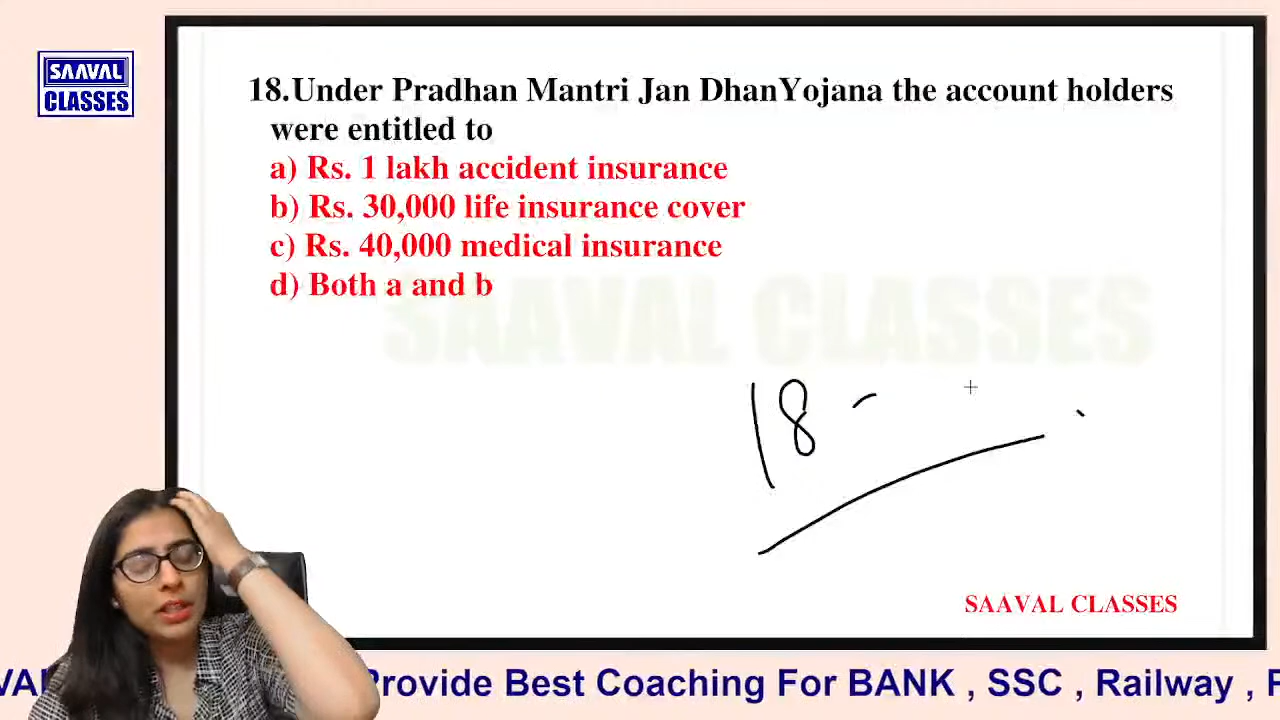 SAAVAL
CLASSES
18.Under Pradhan Mantri Jan DhanYojana the account holders
were entitled to
a) Rs. 1 lakh accident insurance
b) Rs. 30,000 life insurance cover
c) Rs. 40,000 medical insurance
d) Both a and b
SAAVAL CLASSES
18 -
SAAVAL CLASSES
Provide Best Coaching For BANK , SSC , Railway ,